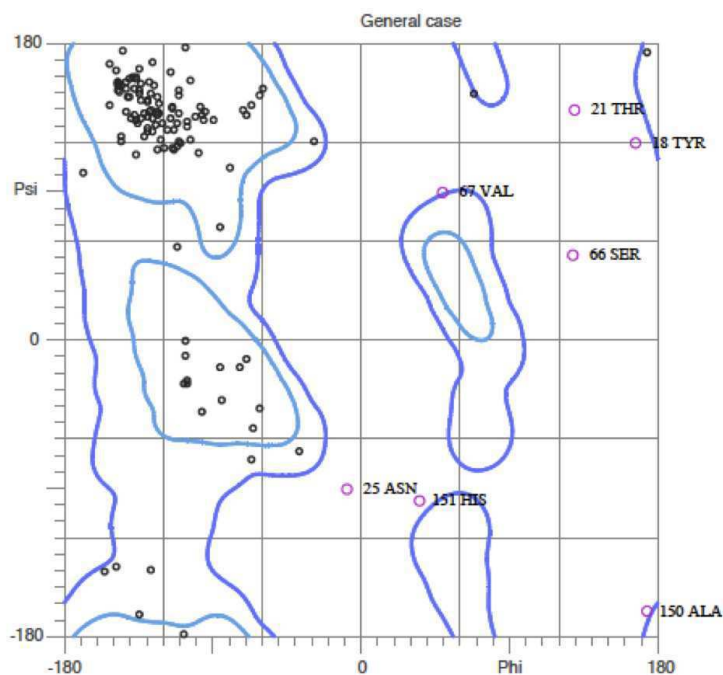 General case
180
21 THR
18 TYR
Psi
67 VAL
66 SER
0
25 ASN
151 HIS
150 ALA
-180
-180
0
Phi
180